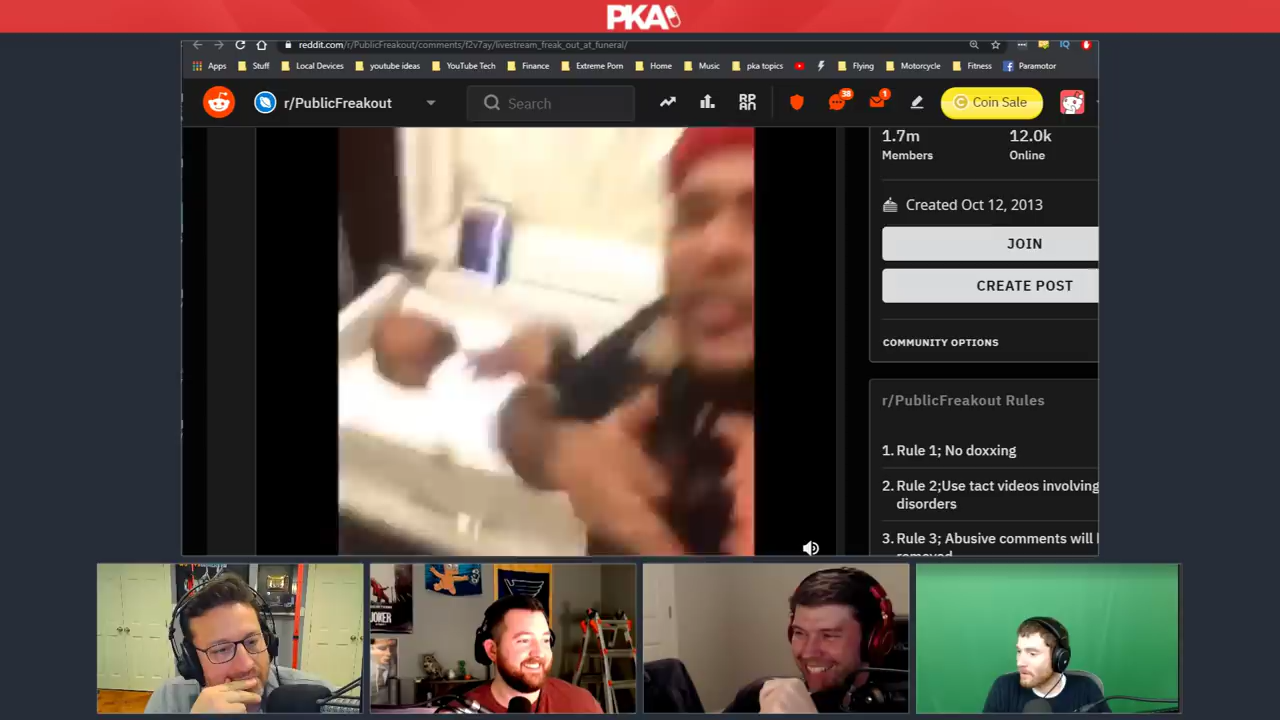 PKA
reddit.com/r/PublicFreakout/comments/f2v7ay/livestream_freak_out_at_funeral/
Apps Stuff Local Devices youtube ideas YouTube Tech Finance Extreme Porn Home Music pka topics Flying Motorcycle Fitness Paramotor
r/PublicFreakout Search 38 1 Coin Sale
1.7m 12.0k
Members Online
Created Oct 12, 2013
JOIN
CREATE POST
COMMUNITY OPTIONS
r/PublicFreakout Rules
1. Rule 1; No doxxing
2. Rule 2;Use tact videos involving
disorders
3. Rule 3; Abusive comments will
removed
JOKER